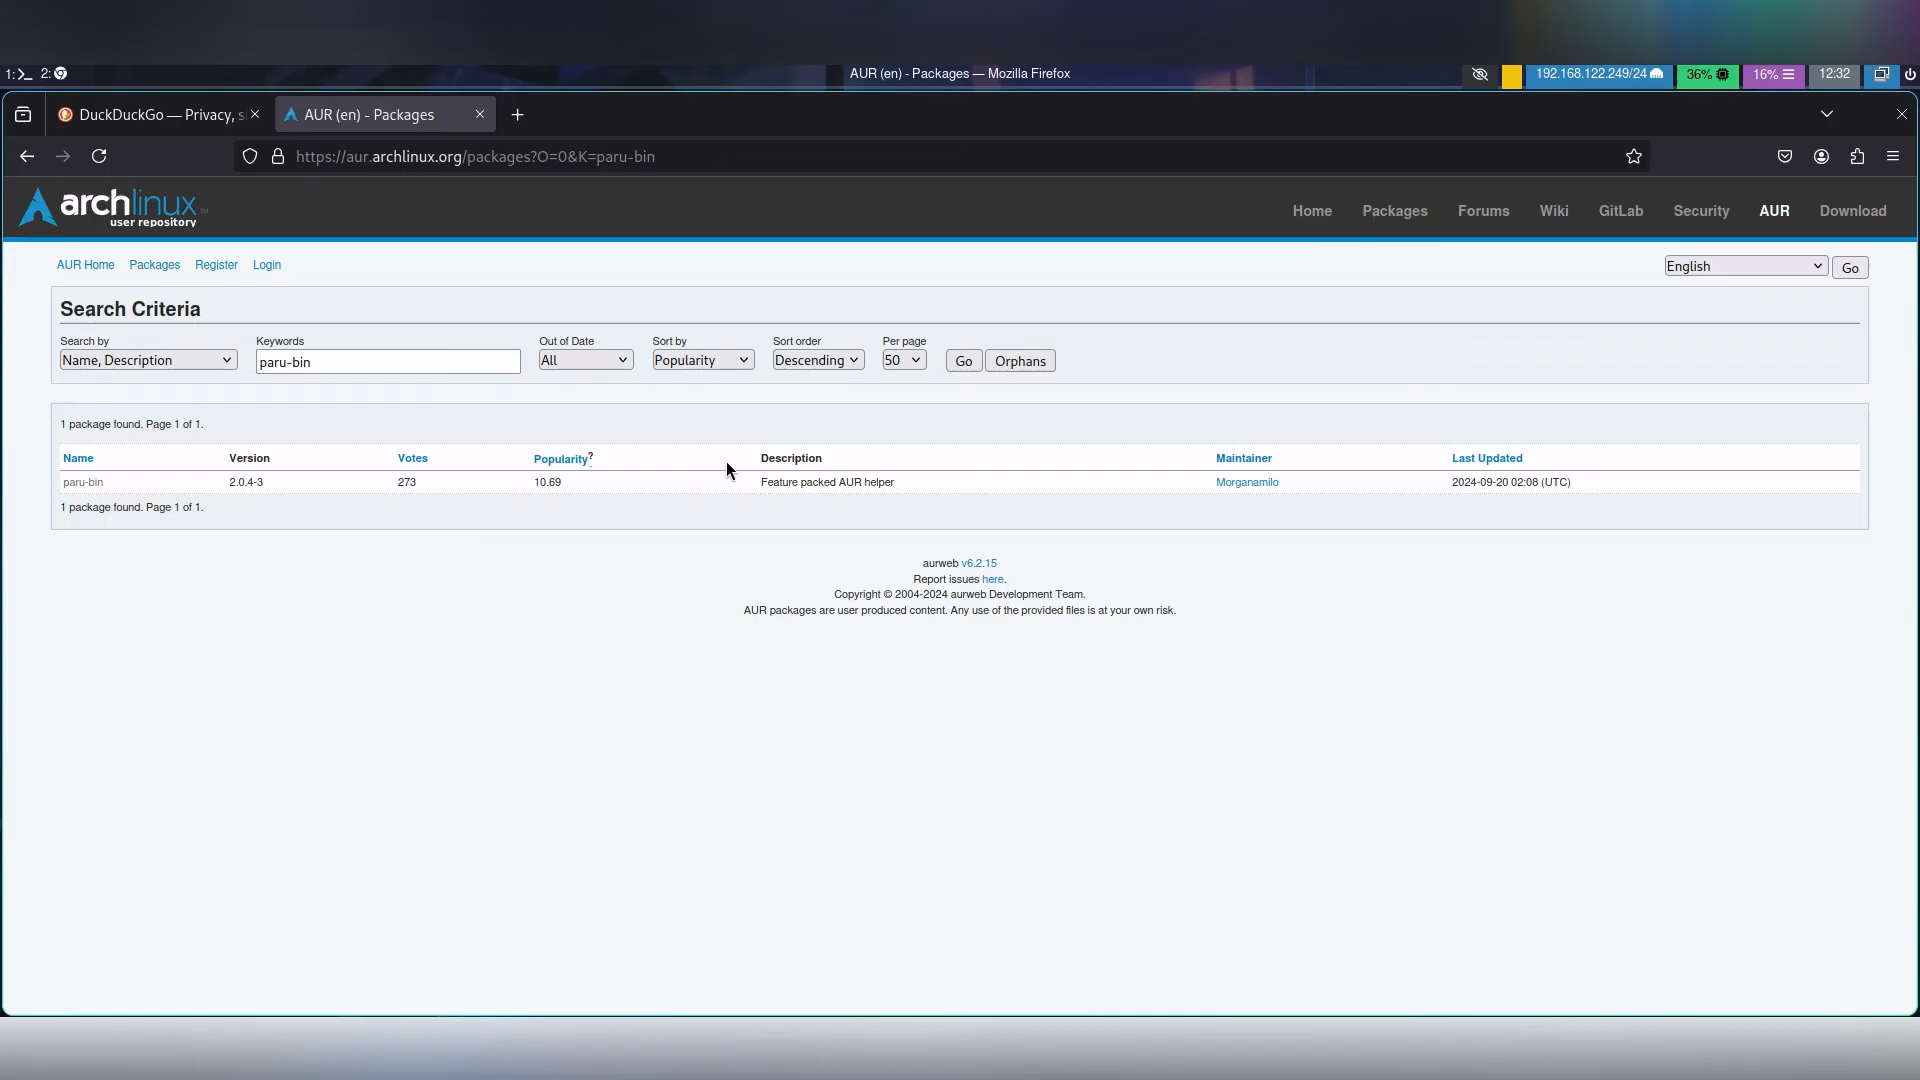 1: 2: AUR (en) - Packages — Mozilla Firefox 192.168.122.249/24 36% 16% 12:32
DuckDuckGo — Privacy, s AUR (en) - Packages
https://aur.archlinux.org/packages?O=0&K=paru-bin
archlinux ™
user repository
Home Packages Forums Wiki GitLab Security AUR Download
AUR Home Packages Register Login English Go
Search Criteria
Search by Keywords Out of Date Sort by Sort order Per page
Name, Description paru-bin All Popularity Descending 50 Go Orphans
1 package found. Page 1 of 1.
Name Version Votes Popularity? Description Maintainer Last Updated
paru-bin 2.0.4-3 273 10.69 Feature packed AUR helper Morganamilo 2024-09-20 02:08 (UTC)
1 package found. Page 1 of 1.
aurweb v6.2.15
Report issues here.
Copyright © 2004-2024 aurweb Development Team.
AUR packages are user produced content. Any use of the provided files is at your own risk.